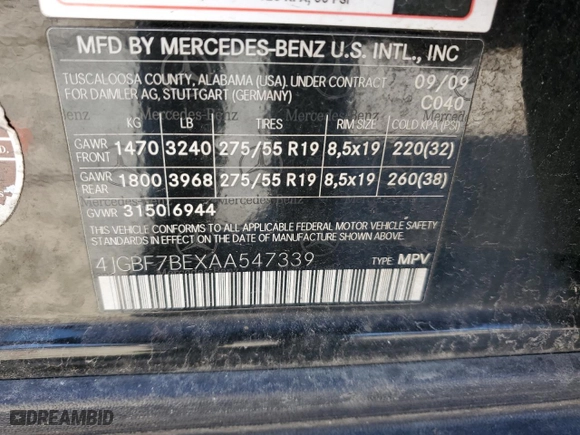 MFD BY MERCEDES-BENZ U.S. INTL., INC
TUSCALOOSA COUNTY, ALABAMA (USA). UNDER CONTRACT 09/09
FOR DAIMLER AG, STUTTGART (GERMANY) C040
Mercedes-Benz
KG LB TIRES RIM SIZE COLD KPA(PSI)
GAWR FRONT 1470 3240 275/55 R19 8,5x19 220(32)
GAWR REAR 1800 3968 275/55 R19 8,5x19 260(38)
GVWR 3150 6944
THIS VEHICLE CONFORMS TO ALL APPLICABLE FEDERAL MOTOR VEHICLE SAFETY
STANDARDS IN EFFECT ON THE DATE OF MANUFACTURE SHOWN ABOVE.
4JGBF7BEXAA547339 TYPE: MPV
DREAMBID